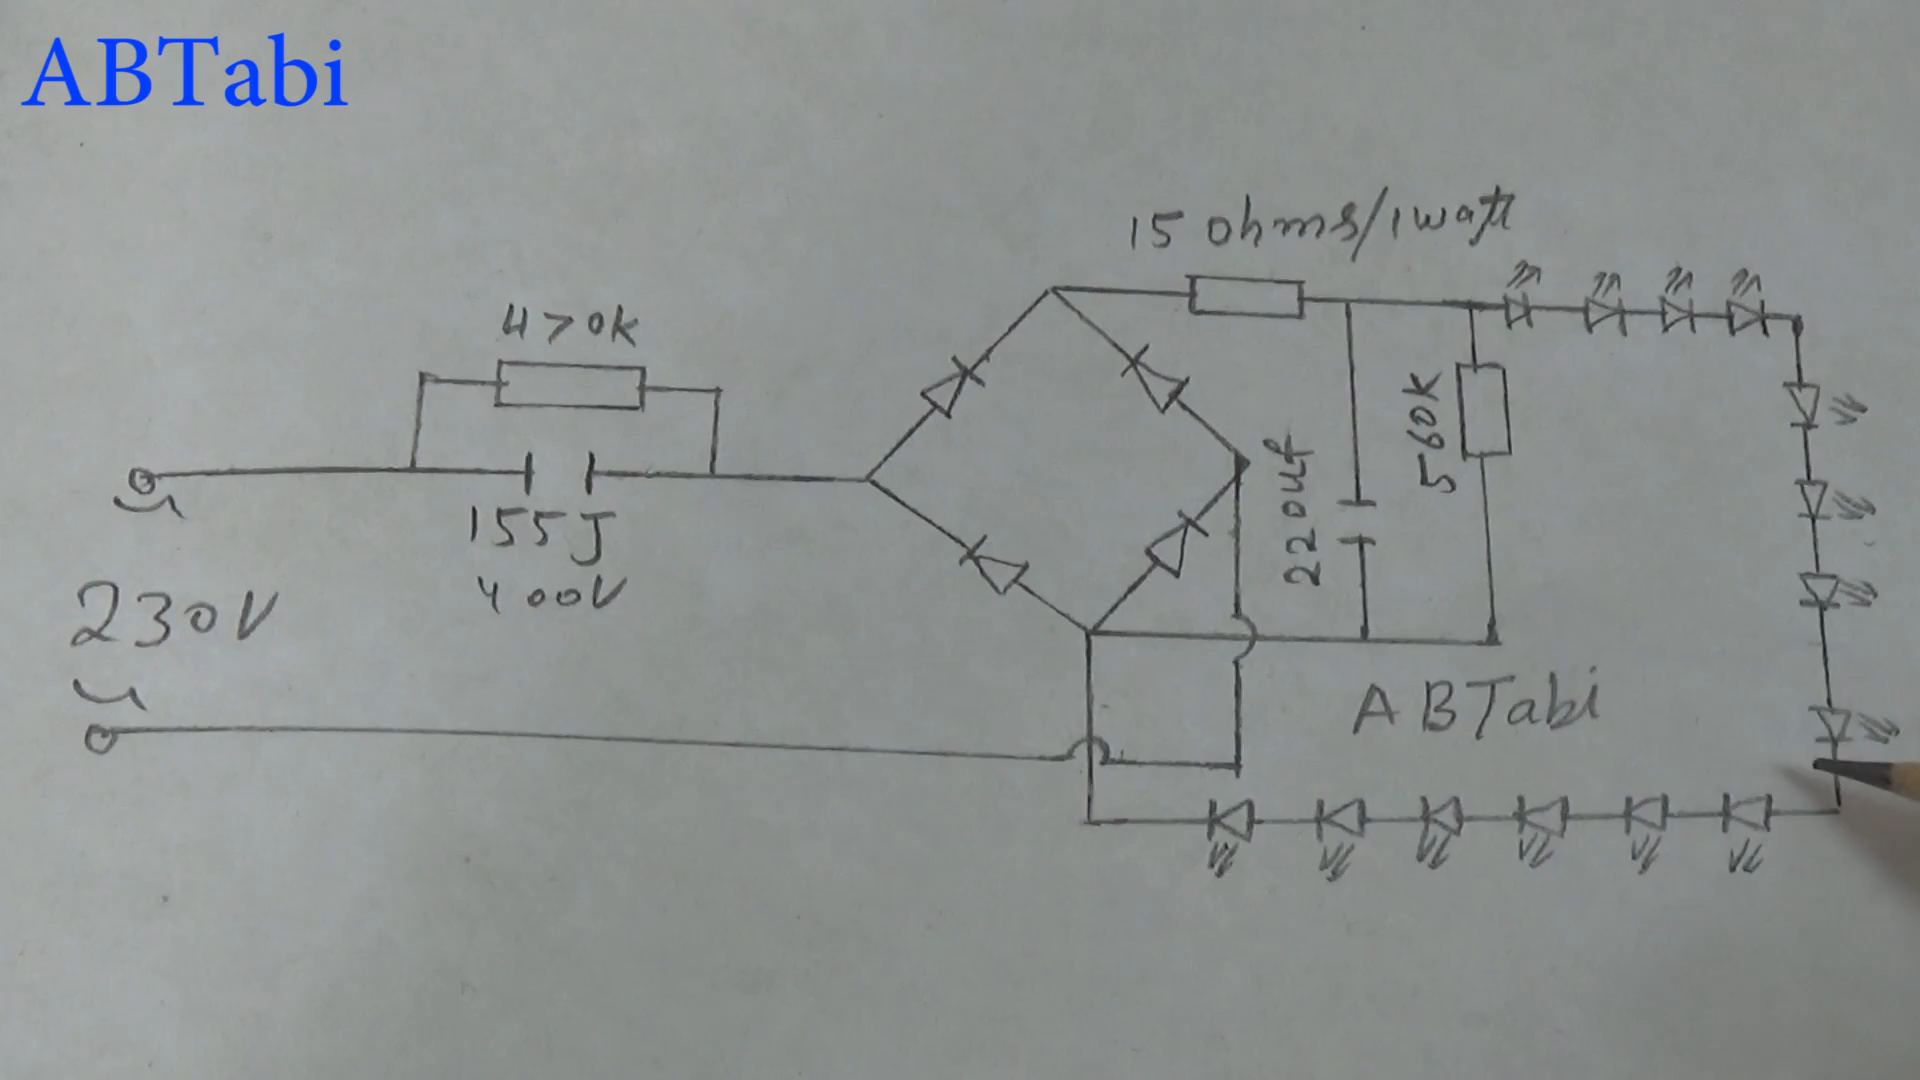 ABTabi
15 ohms/1watt
470k
155J
400V
230V
220uf
560K
ABTabi